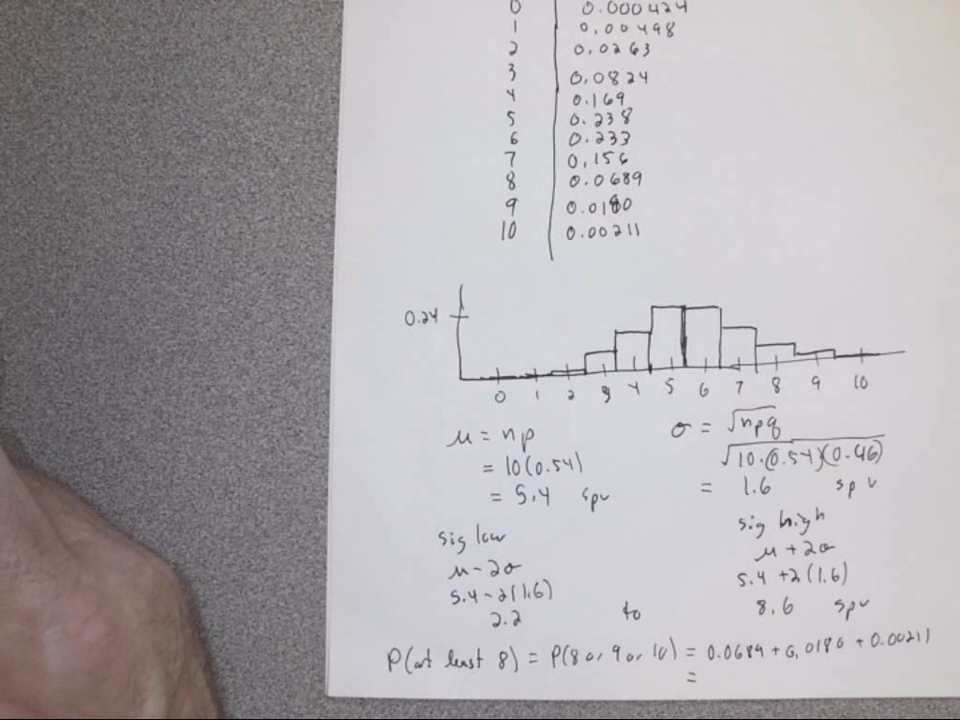 0 0.000424
1 0.00498
2 0.0263
3 0.0824
4 0.169
5 0.238
6 0.233
7 0.156
8 0.0689
9 0.0180
10 0.00211
0.24
0 1 2 3 4 5 6 7 8 9 10
μ = np
= 10(0.54)
= 5.4 spv
σ = √npq
√10·(0.54)(0.46)
= 1.6 spv
sig low
μ - 2σ
5.4 - 2(1.6)
2.2 to
sig high
μ + 2σ
5.4 + 2(1.6)
8.6 spv
P(at least 8) = P(8 or 9 or 10) = 0.0689 + 0.0180 + 0.00211
=